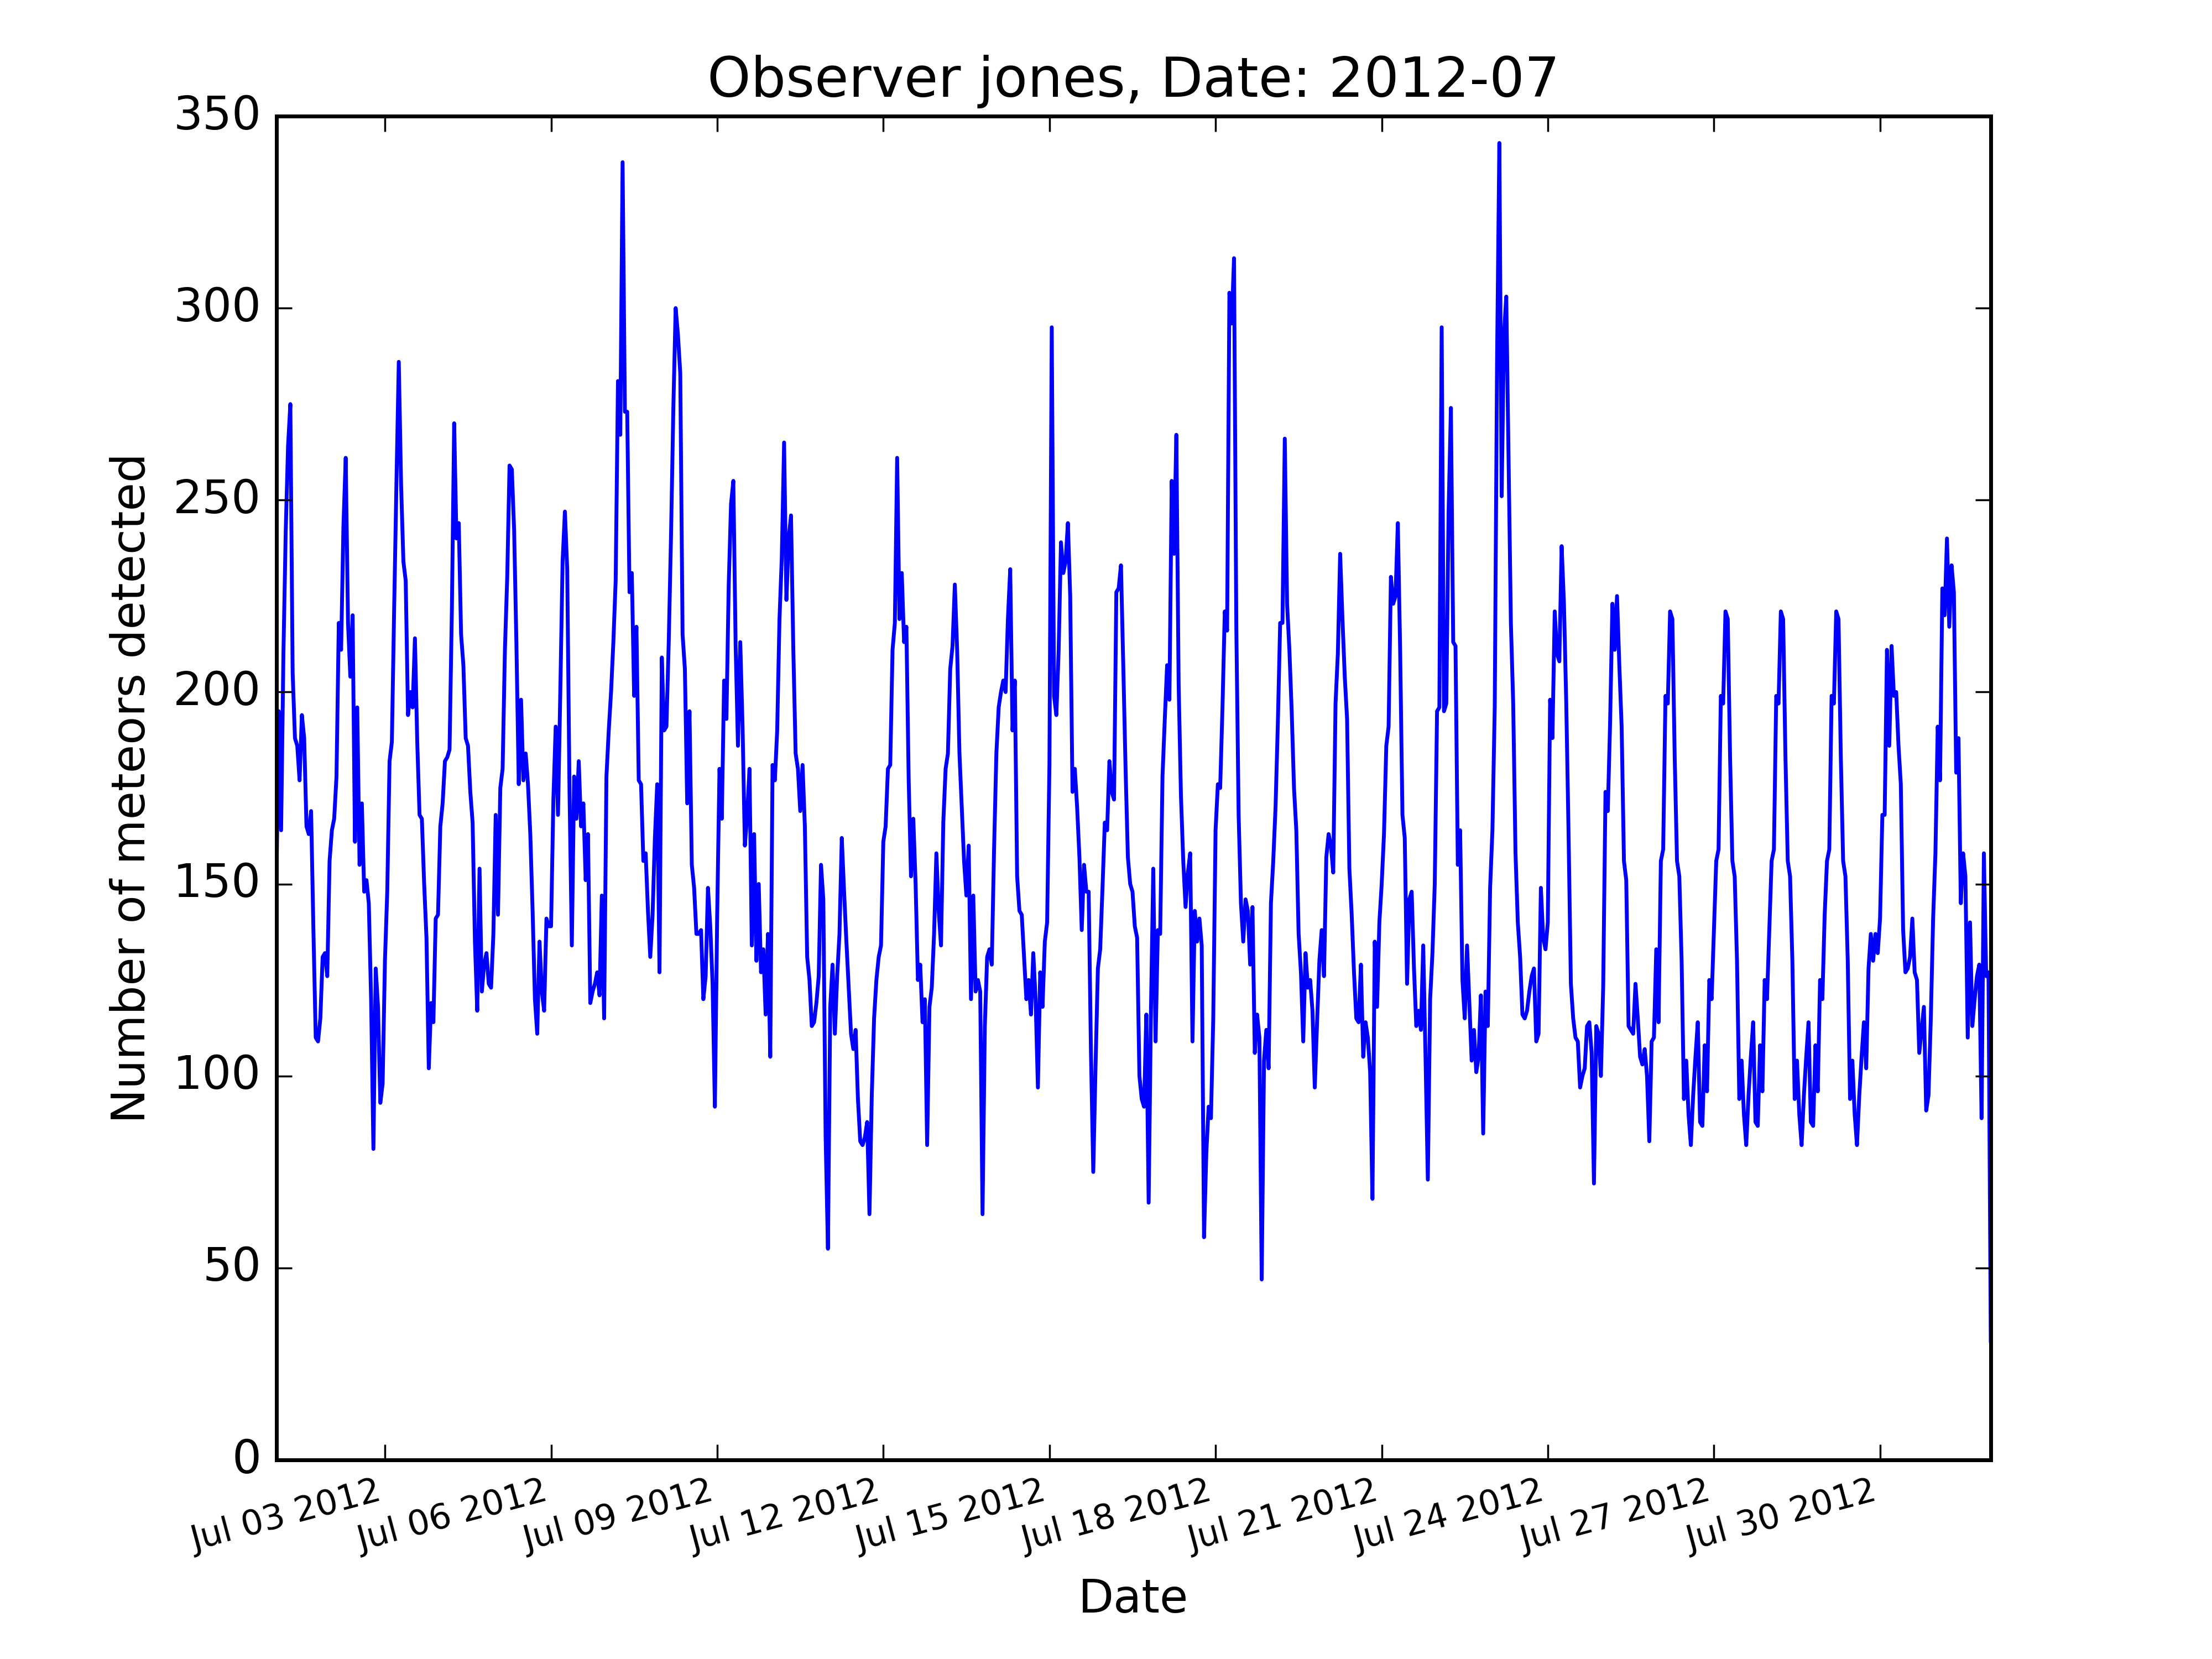 Observer jones, Date: 2012-07
350
300
250
200
150
100
50
0
Number of meteors detected
Jul 03 2012
Jul 06 2012
Jul 09 2012
Jul 12 2012
Jul 15 2012
Jul 18 2012
Jul 21 2012
Jul 24 2012
Jul 27 2012
Jul 30 2012
Date